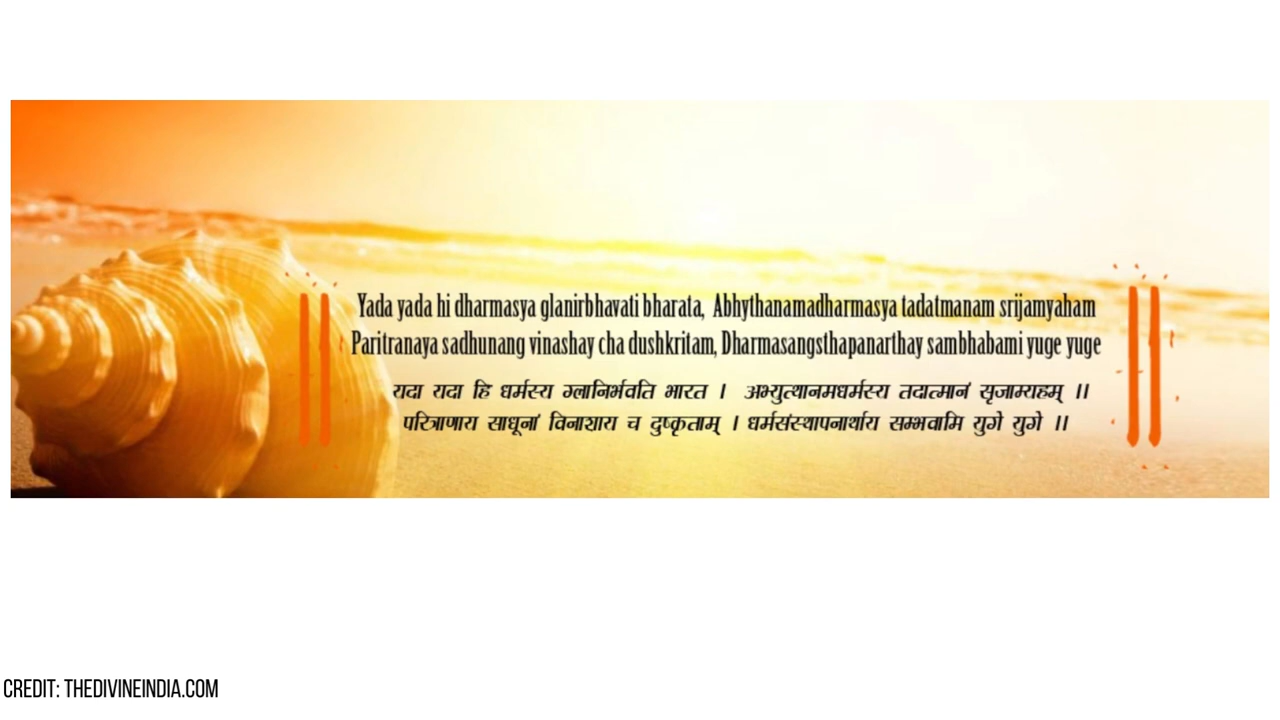 Yada yada hi dharmasya glanirbhavati bharata, Abhythanamadharmasya tadatmanam srijamyaham
Paritranaya sadhunang vinashay cha dushkritam, Dharmasangsthapanarthay sambhabami yuge yuge
यदा यदा हि धर्मस्य ग्लानिर्भवति भारत । अभ्युत्थानमधर्मस्य तदात्मानं सृजाम्यहम् ।।
परित्राणाय साधूनां विनाशाय च दुष्कृताम् । धर्मसंस्थापनार्थाय सम्भवामि युगे युगे ।।
CREDIT: THEDIVINEINDIA.COM